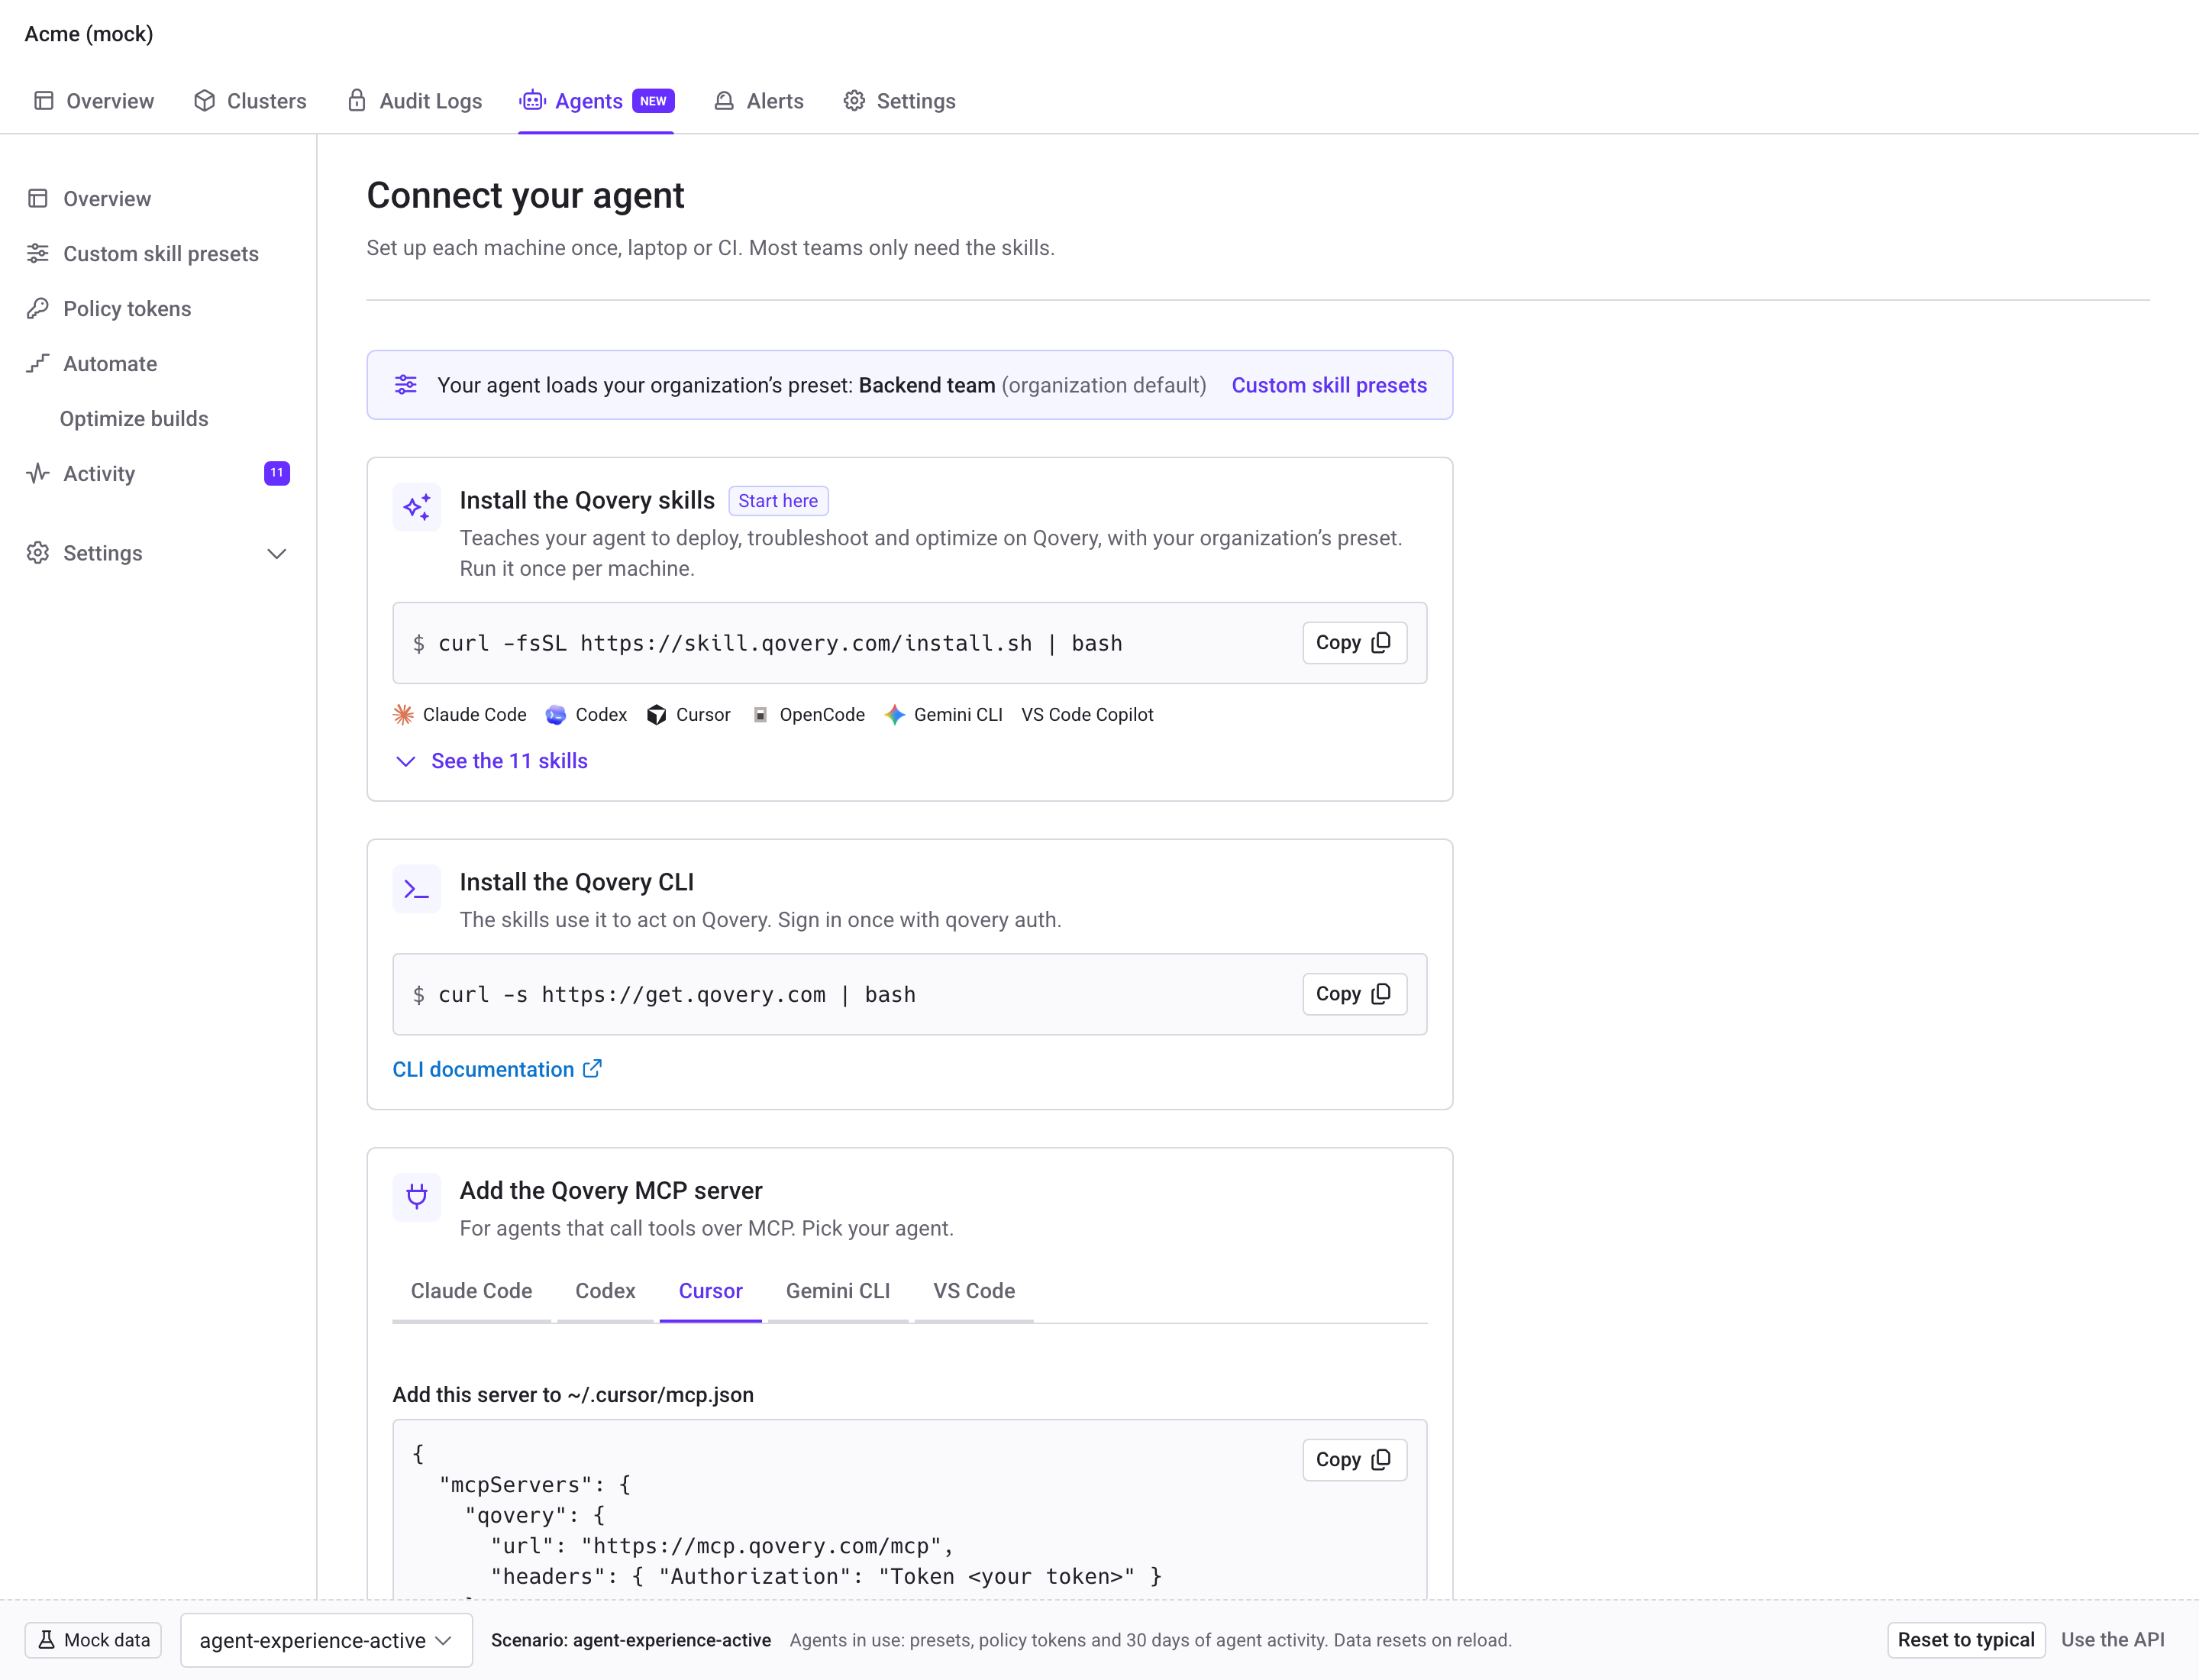 Acme (mock)
Overview
Clusters
Audit Logs
Agents NEW
Alerts
Settings
Overview
Custom skill presets
Policy tokens
Automate
Optimize builds
Activity 11
Settings
Connect your agent
Set up each machine once, laptop or CI. Most teams only need the skills.
Your agent loads your organization’s preset: Backend team (organization default) Custom skill presets
Install the Qovery skills Start here
Teaches your agent to deploy, troubleshoot and optimize on Qovery, with your organization’s preset.
Run it once per machine.
$ curl -fsSL https://skill.qovery.com/install.sh | bash
Copy
Claude Code Codex Cursor OpenCode Gemini CLI VS Code Copilot
See the 11 skills
Install the Qovery CLI
The skills use it to act on Qovery. Sign in once with qovery auth.
$ curl -s https://get.qovery.com | bash
Copy
CLI documentation
Add the Qovery MCP server
For agents that call tools over MCP. Pick your agent.
Claude Code Codex Cursor Gemini CLI VS Code
Add this server to ~/.cursor/mcp.json
Copy
{
"mcpServers": {
"qovery": {
"url": "https://mcp.qovery.com/mcp",
"headers": { "Authorization": "Token <your token>" }
Mock data
agent-experience-active
Scenario: agent-experience-active Agents in use: presets, policy tokens and 30 days of agent activity. Data resets on reload.
Reset to typical
Use the API